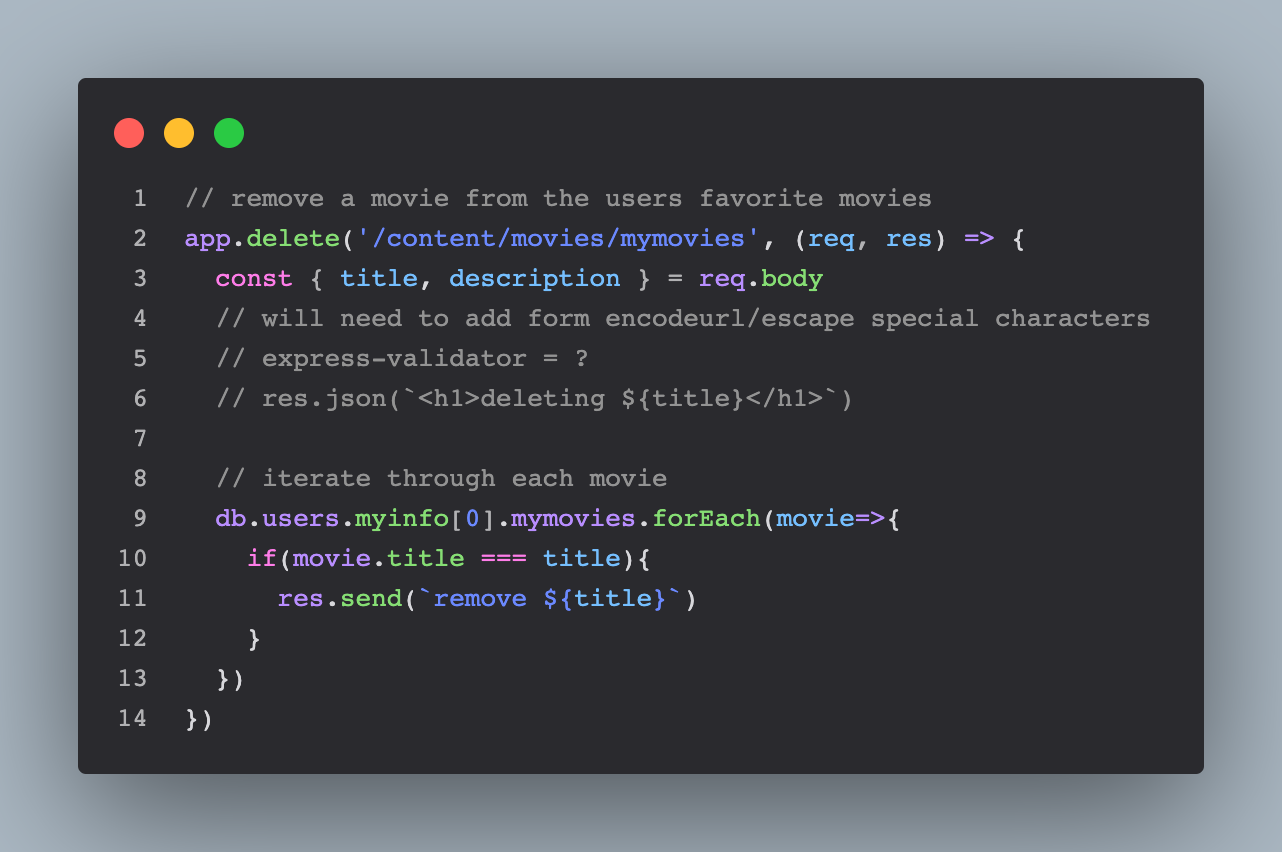 1 // remove a movie from the users favorite movies
2 app.delete('/content/movies/mymovies', (req, res) => {
3 const { title, description } = req.body
4 // will need to add form encodeurl/escape special characters
5 // express-validator = ?
6 // res.json(`<h1>deleting ${title}</h1>`)
7
8 // iterate through each movie
9 db.users.myinfo[0].mymovies.forEach(movie=>{
10 if(movie.title === title){
11 res.send(`remove ${title}`)
12 }
13 })
14 })